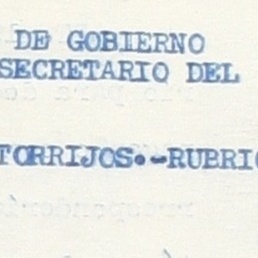 DE GOBIERNO
SECRETARIO DEL
TORRIJOS.-RUBRIC